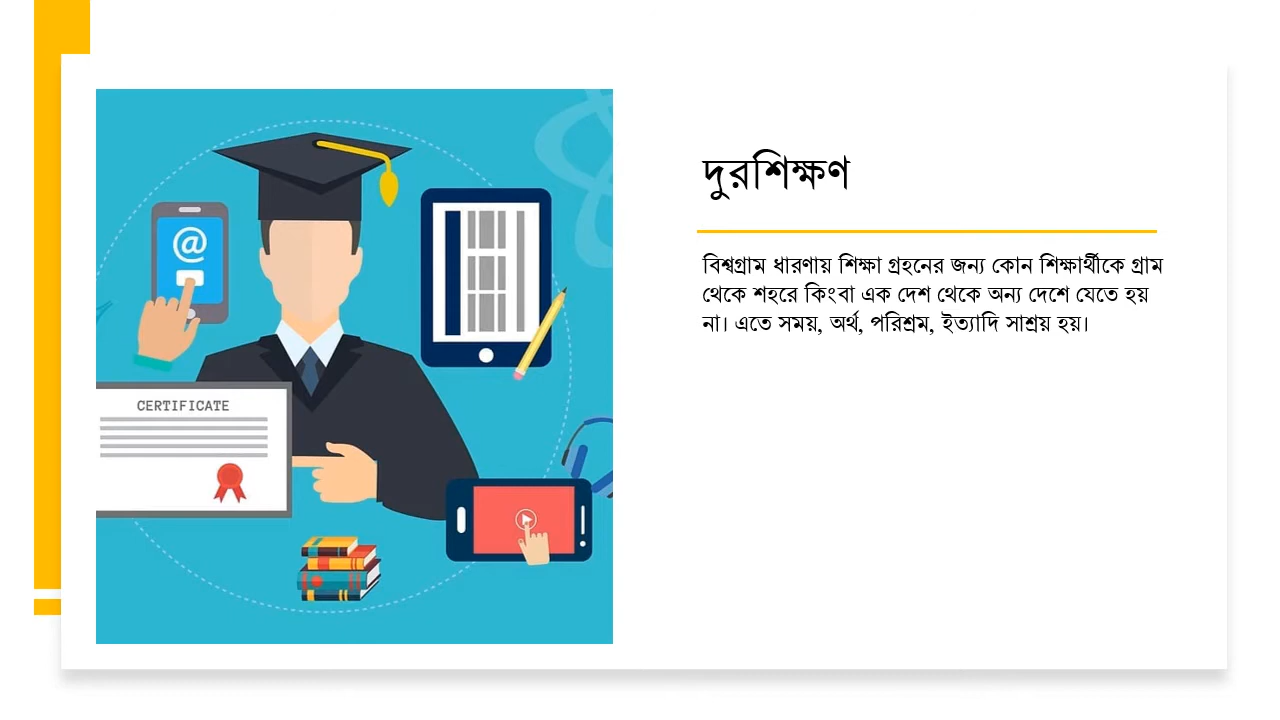 @
CERTIFICATE
দুরশিক্ষণ
বিশ্বগ্রাম ধারণায় শিক্ষা গ্রহনের জন্য কোন শিক্ষার্থীকে গ্রাম
থেকে শহরে কিংবা এক দেশ থেকে অন্য দেশে যেতে হয়
না। এতে সময়, অর্থ, পরিশ্রম, ইত্যাদি সাশ্রয় হয়।